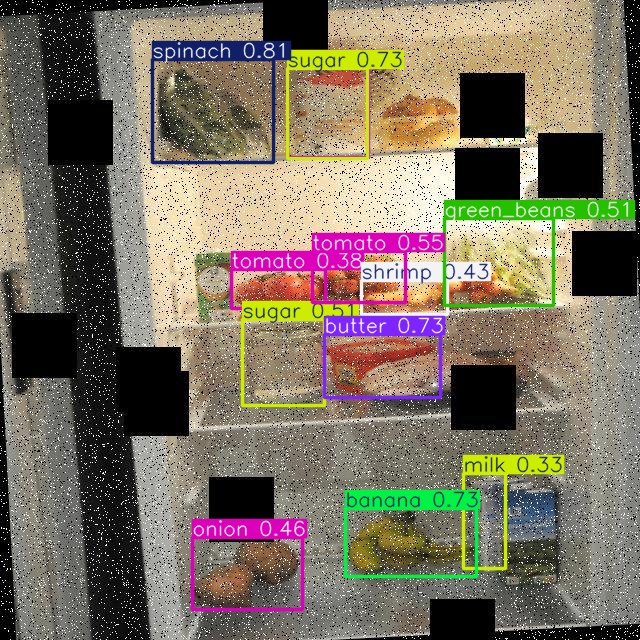 spinach 0.81
sugar 0.73
green_beans 0.51
tomato 0.55
tomato 0.38
shrimp 0.43
sugar 0.51
butter 0.73
milk 0.33
banana 0.73
onion 0.46